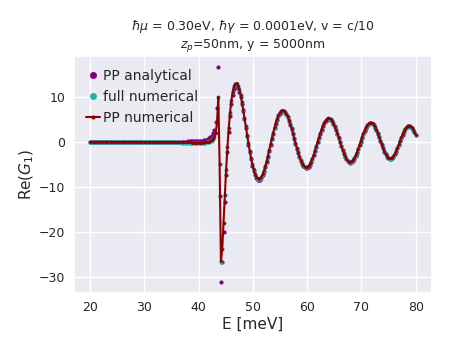 ħμ = 0.30eV, ħγ = 0.0001eV, v = c/10
z_p=50nm, y = 5000nm
PP analytical
full numerical
PP numerical
Re(G₁)
10
0
−10
−20
−30
20 30 40 50 60 70 80
E [meV]